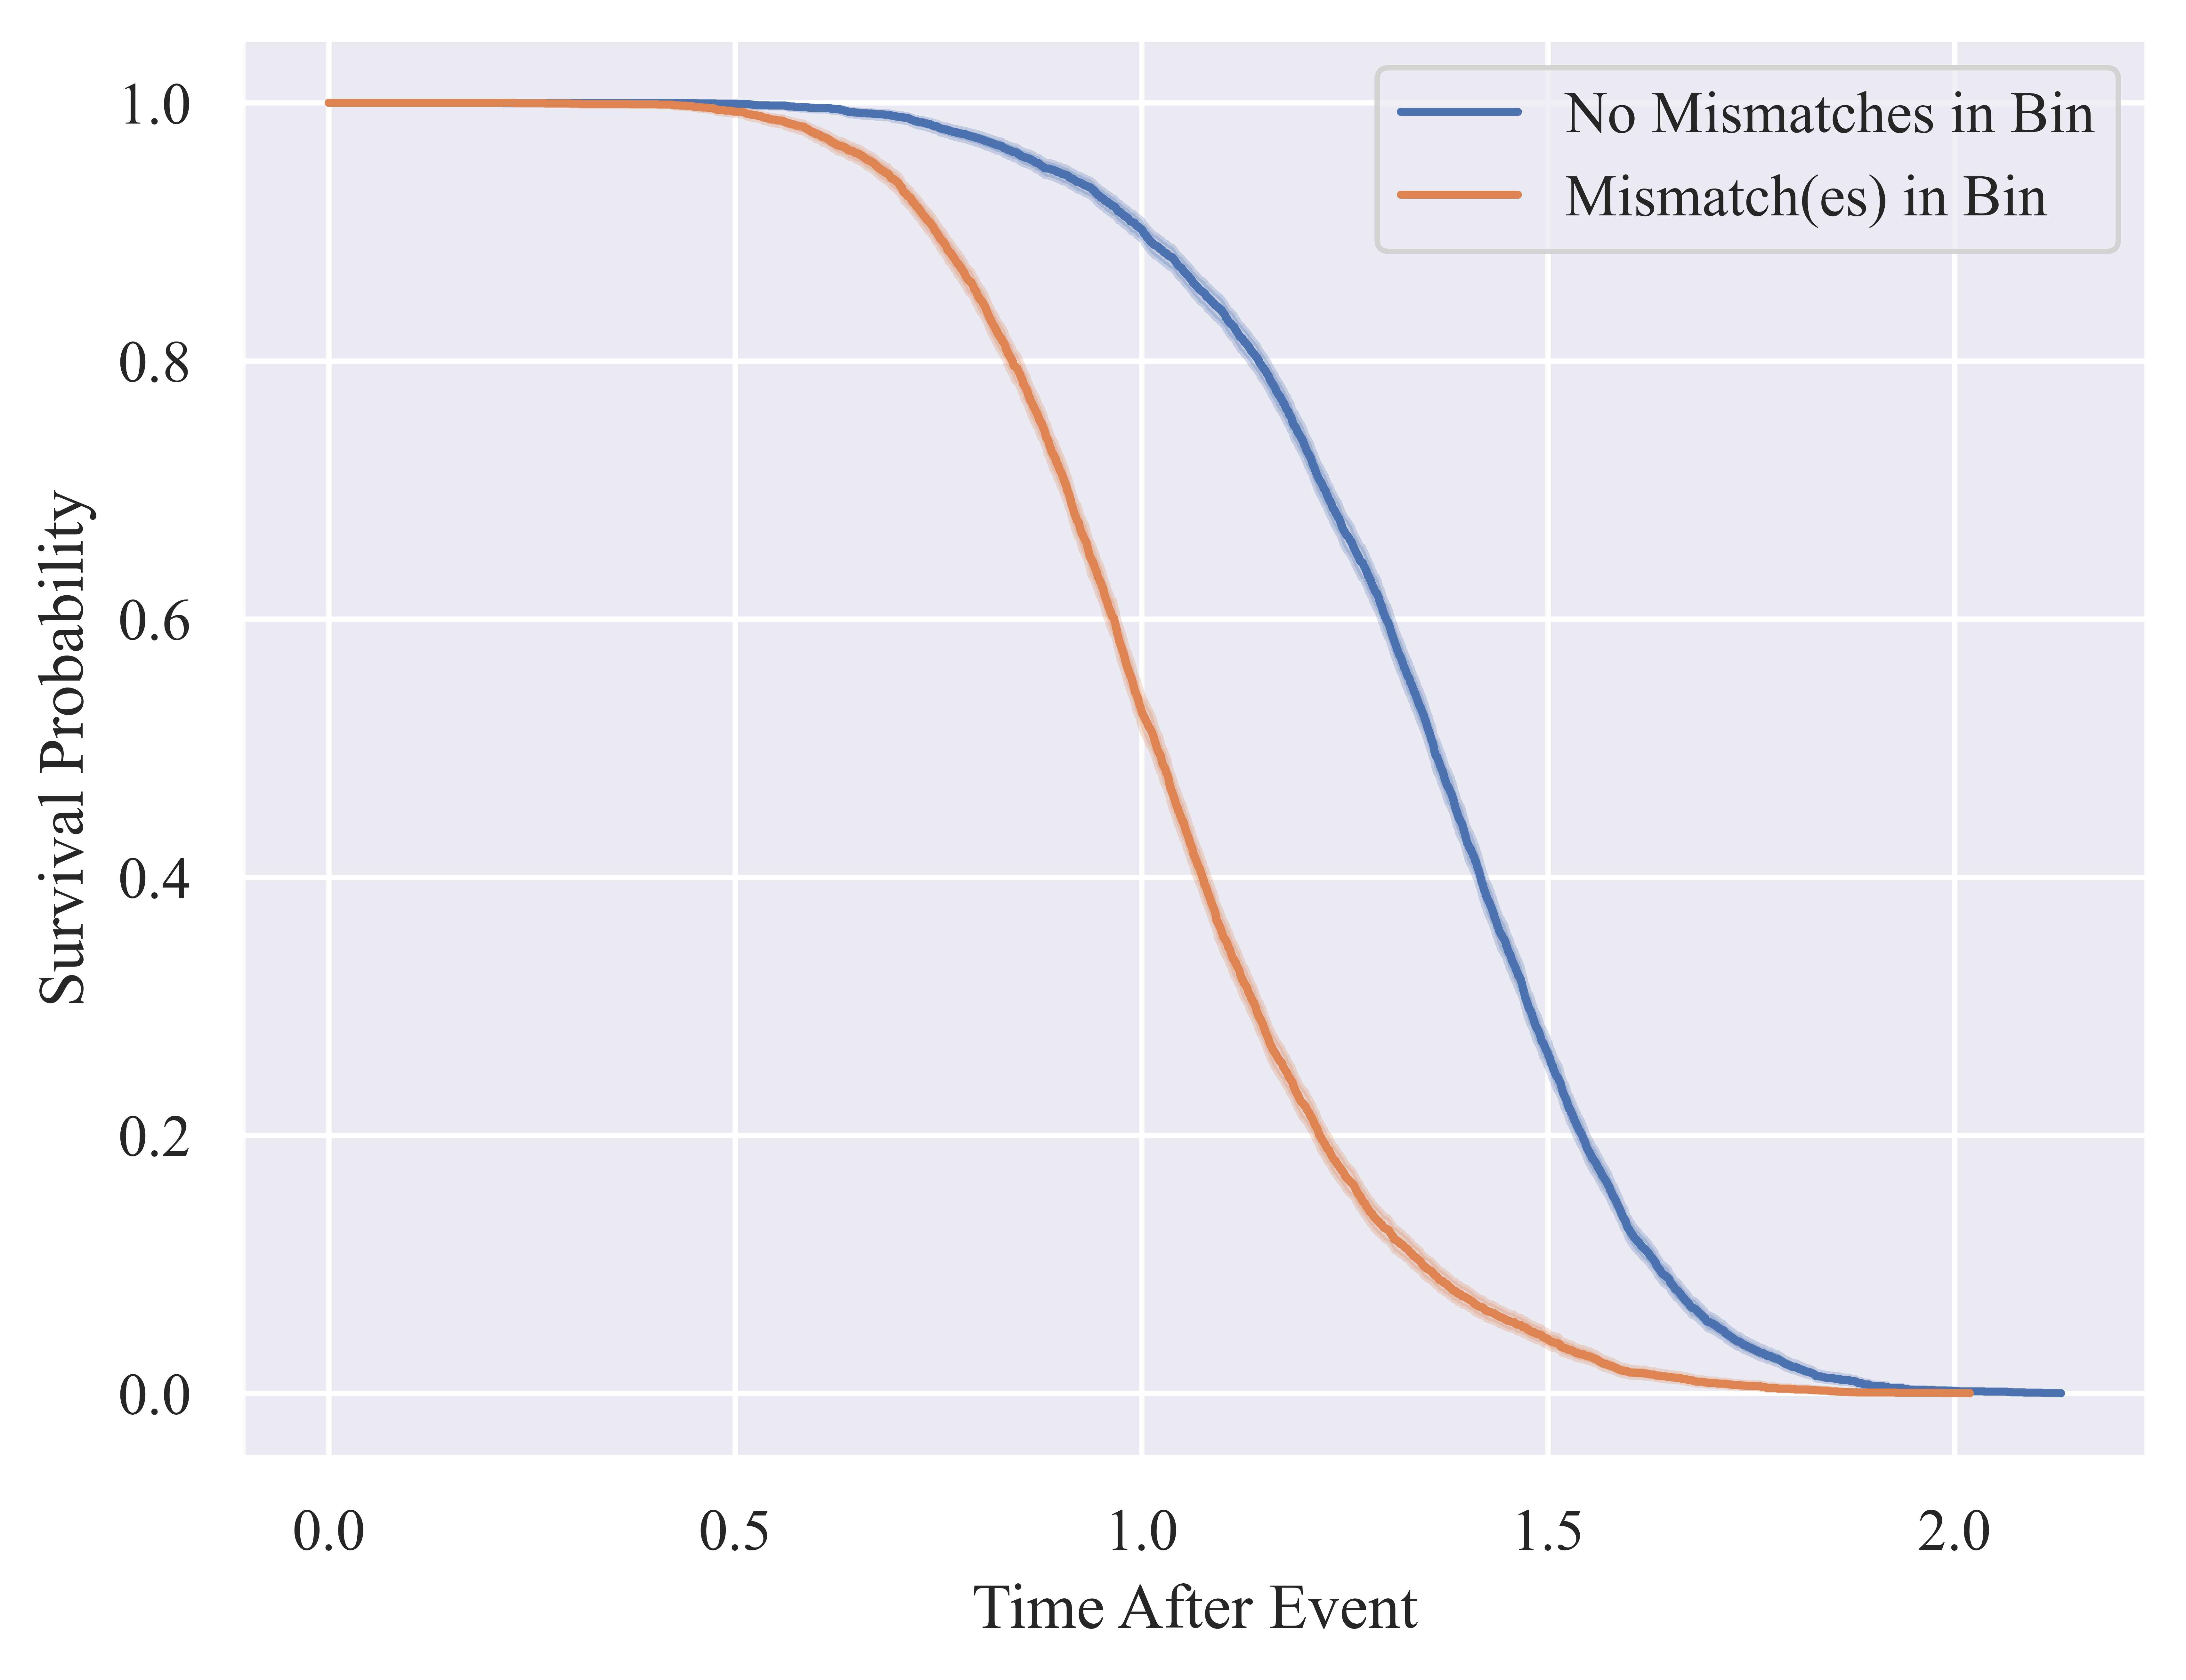 No Mismatches in Bin
Mismatch(es) in Bin
1.0
0.8
0.6
0.4
0.2
0.0
Survival Probability
0.0 0.5 1.0 1.5 2.0
Time After Event